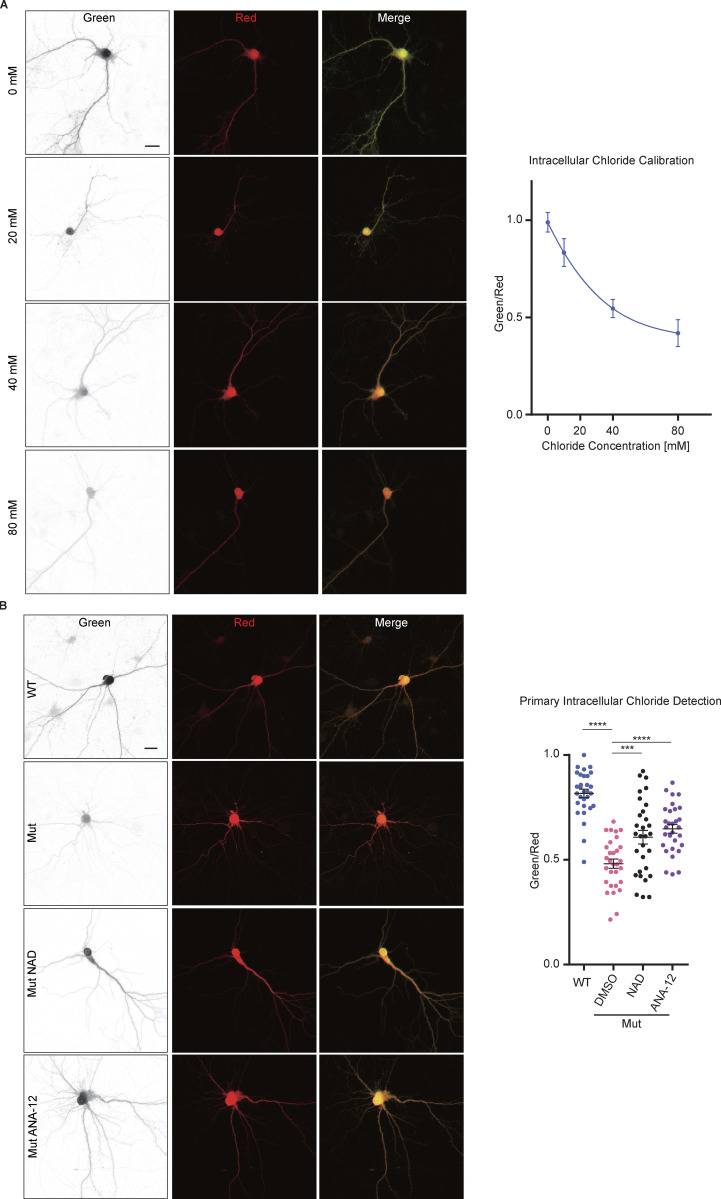 A
Green Red Merge
0 mM
20 mM
40 mM
80 mM
Intracellular Chloride Calibration
Green/Red
1.0
0.5
0.0
0 20 40 80
Chloride Concentration [mM]
B
Green Red Merge
WT
Mut
Mut NAD
Mut ANA-12
Primary Intracellular Chloride Detection
****
****
***
Green/Red
1.0
0.5
0.0
WT DMSO NAD ANA-12
Mut